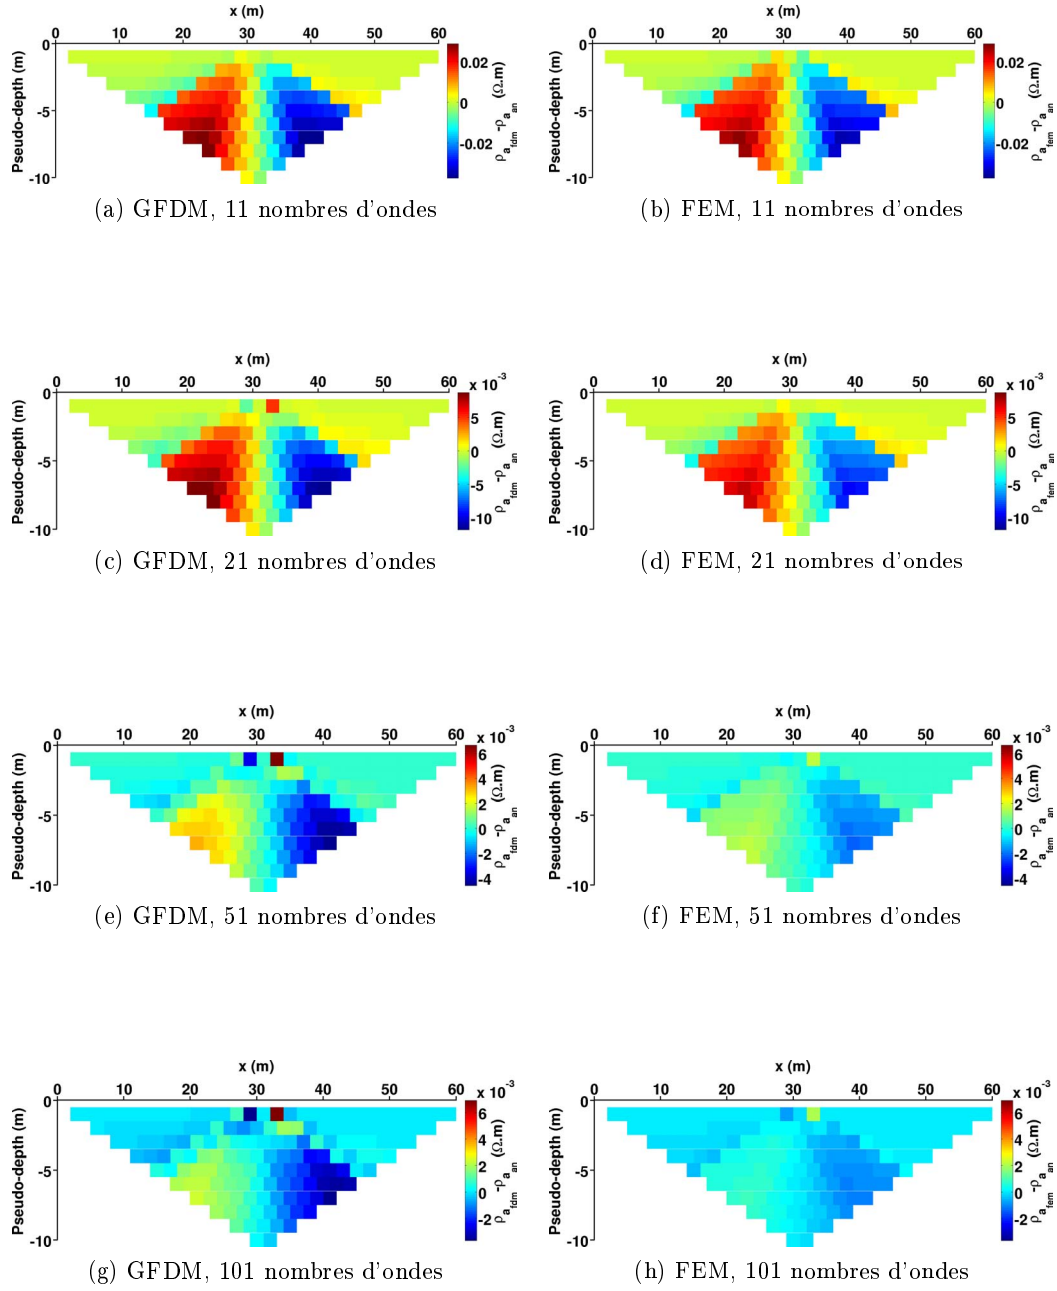 x (m)
0 10 20 30 40 50 60
Pseudo-depth (m)
0
-5
-10
0.02
0
-0.02
ρa_fdm -ρa_an (Ω.m)
(a) GFDM, 11 nombres d'ondes
x (m)
0 10 20 30 40 50 60
Pseudo-depth (m)
0
-5
-10
0.02
0
-0.02
ρa_fem -ρa_an (Ω.m)
(b) FEM, 11 nombres d'ondes
x (m)
0 10 20 30 40 50 60
Pseudo-depth (m)
0
-5
-10
x 10^-3
5
0
-5
-10
ρa_fdm -ρa_an (Ω.m)
(c) GFDM, 21 nombres d'ondes
x (m)
0 10 20 30 40 50 60
Pseudo-depth (m)
0
-5
-10
x 10^-3
5
0
-5
-10
ρa_fem -ρa_an (Ω.m)
(d) FEM, 21 nombres d'ondes
x (m)
0 10 20 30 40 50 60
Pseudo-depth (m)
0
-5
-10
x 10^-3
6
4
2
0
-2
-4
ρa_fdm -ρa_an (Ω.m)
(e) GFDM, 51 nombres d'ondes
x (m)
0 10 20 30 40 50 60
Pseudo-depth (m)
0
-5
-10
x 10^-3
6
4
2
0
-2
-4
ρa_fem -ρa_an (Ω.m)
(f) FEM, 51 nombres d'ondes
x (m)
0 10 20 30 40 50 60
Pseudo-depth (m)
0
-5
-10
x 10^-3
6
4
2
0
-2
ρa_fdm -ρa_an (Ω.m)
(g) GFDM, 101 nombres d'ondes
x (m)
0 10 20 30 40 50 60
Pseudo-depth (m)
0
-5
-10
x 10^-3
6
4
2
0
-2
ρa_fem -ρa_an (Ω.m)
(h) FEM, 101 nombres d'ondes